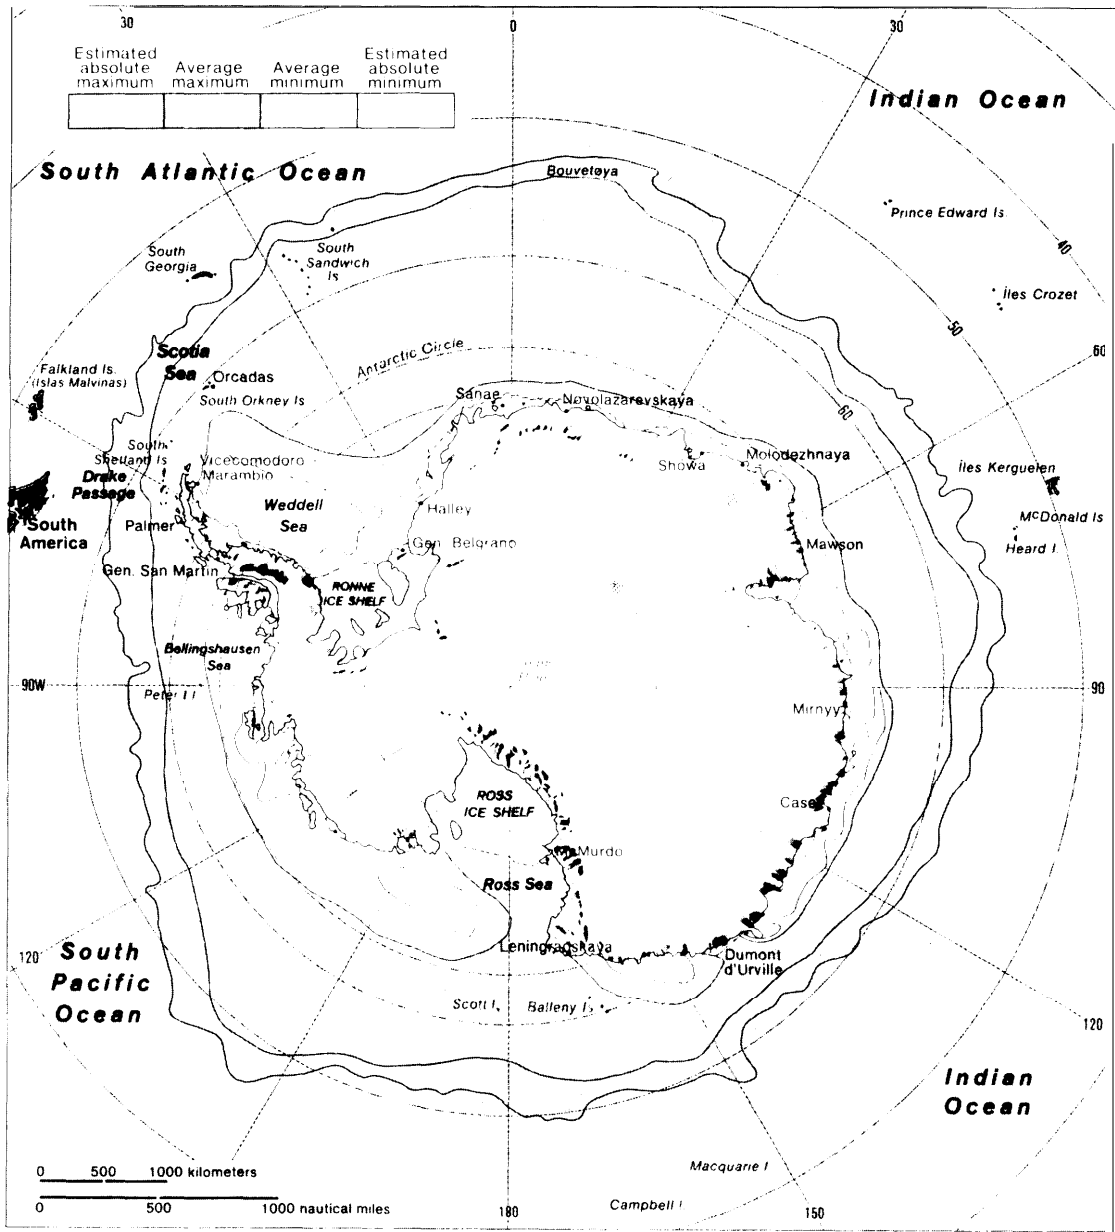 30
0
30
Estimated
absolute
maximum
Average
maximum
Average
minimum
Estimated
absolute
minimum
Indian Ocean
South Atlantic Ocean
Bouvetøya
Prince Edward Is.
40
South
Georgia
South
Sandwich
Is
Îles Crozet
50
Scotia
Sea
Antarctic Circle
60
Falkland Is.
(Islas Malvinas)
Orcadas
South Orkney Is
Sanae
Novolazarevskaya
60
South
Shetland Is
Vicecomodoro
Marambio
Showa
Molodezhnaya
Îles Kerguelen
Drake
Passage
Weddell
Sea
Halley
McDonald Is
Heard I.
South
America
Palmer
Gen. Belgrano
Mawson
Gen. San Martin
RONNE
ICE SHELF
Bellingshausen
Sea
90W
Peter I I
90
Mirnyy
ROSS
ICE SHELF
Casey
McMurdo
Ross Sea
Leningradskaya
Dumont
d'Urville
120
South
Pacific
Ocean
Scott I.
Balleny Is
120
Indian
Ocean
0 500 1000 kilometers
0 500 1000 nautical miles
Macquarie I
Campbell I
180
150